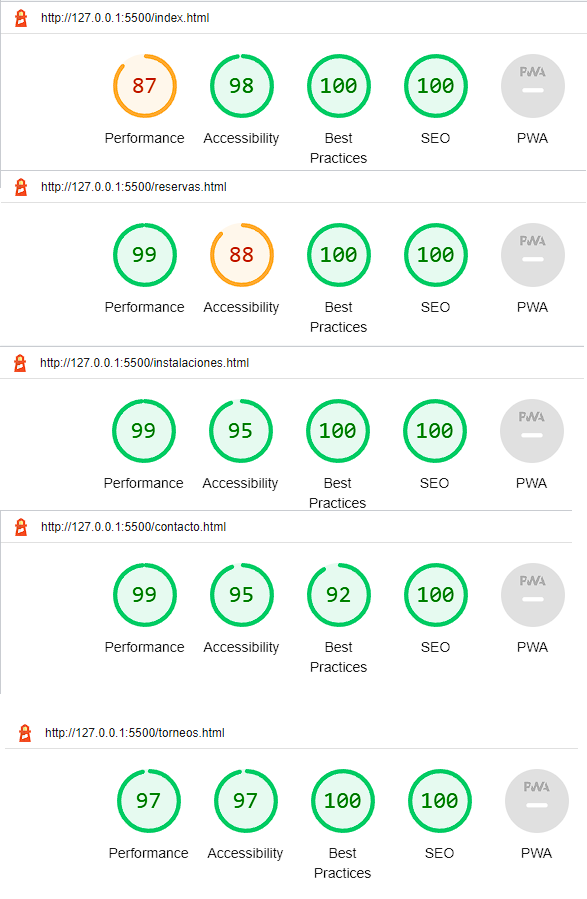 http://127.0.0.1:5500/index.html
87 98 100 100 PWA
Performance Accessibility Best Practices SEO PWA
http://127.0.0.1:5500/reservas.html
99 88 100 100 PWA
Performance Accessibility Best Practices SEO PWA
http://127.0.0.1:5500/instalaciones.html
99 95 100 100 PWA
Performance Accessibility Best Practices SEO PWA
http://127.0.0.1:5500/contacto.html
99 95 92 100 PWA
Performance Accessibility Best Practices SEO PWA
http://127.0.0.1:5500/torneos.html
97 97 100 100 PWA
Performance Accessibility Best Practices SEO PWA